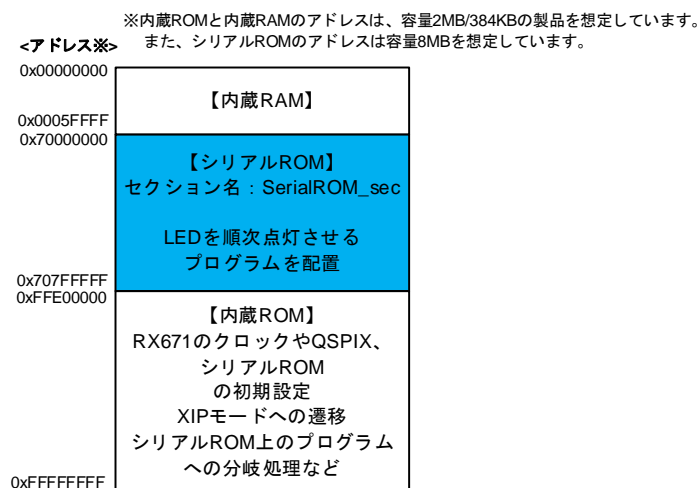 ※内蔵ROMと内蔵RAMのアドレスは、容量2MB/384KBの製品を想定しています。
また、シリアルROMのアドレスは容量8MBを想定しています。
<アドレス※>
0x00000000
【内蔵RAM】
0x0005FFFF
0x70000000
【シリアルROM】
セクション名：SerialROM_sec
LEDを順次点灯させる
プログラムを配置
0x707FFFFF
0xFFE00000
【内蔵ROM】
RX671のクロックやQSPIX、
シリアルROM
の初期設定
XIPモードへの遷移
シリアルROM上のプログラム
への分岐処理など
0xFFFFFFFF